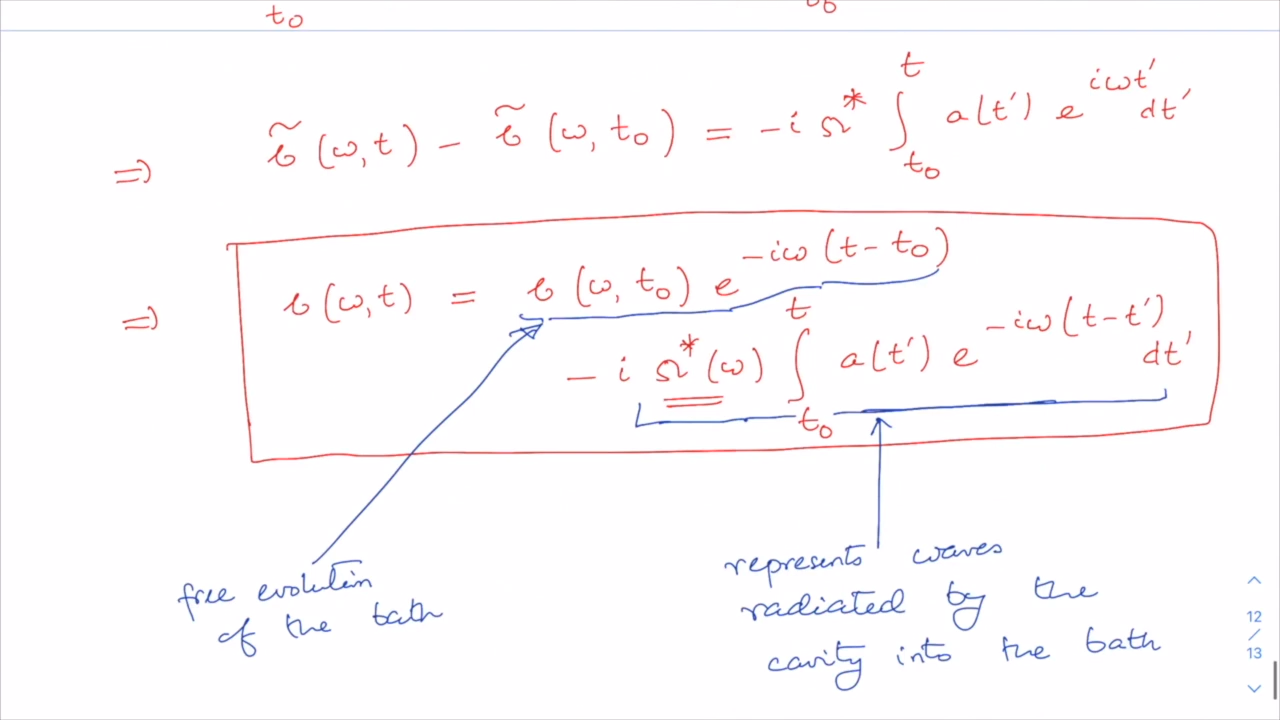 t₀
⇒ b̃(ω,t) - b̃(ω,t₀) = -i Ω* ∫_{t₀}^{t} a(t′) e^{iωt′} dt′
⇒ b(ω,t) = b(ω,t₀) e^{-iω(t-t₀)}
- i Ω*(ω) ∫_{t₀}^{t} a(t′) e^{-iω(t-t′)} dt′
free evolution
of the bath
represents waves
radiated by the
cavity into the bath
12
/
13